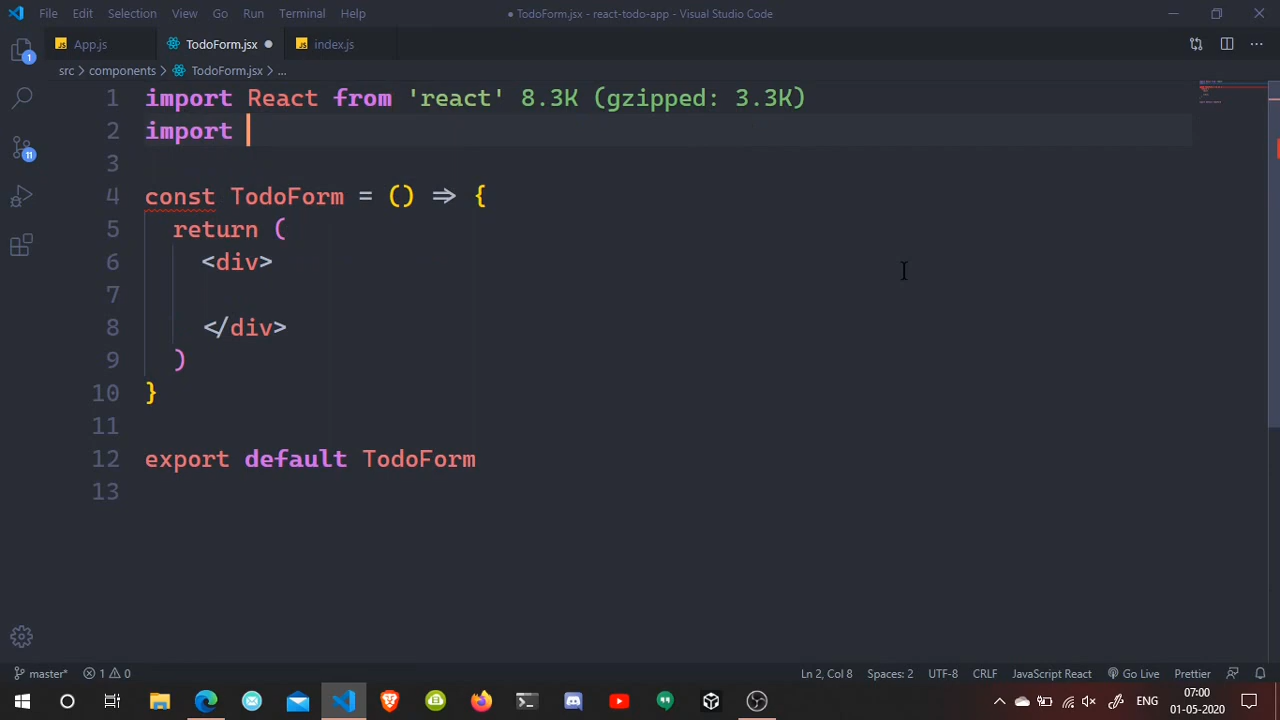 File Edit Selection View Go Run Terminal Help
● TodoForm.jsx - react-todo-app - Visual Studio Code
JS App.js TodoForm.jsx ● JS index.js ···
src > components > TodoForm.jsx > ...
1 import React from 'react' 8.3K (gzipped: 3.3K)
2 import
3
4 const TodoForm = () => {
5 return (
6 <div>
7
8 </div>
9 )
10 }
11
12 export default TodoForm
13
1
11
master* 1 0 Ln 2, Col 8 Spaces: 2 UTF-8 CRLF JavaScript React Go Live Prettier
ENG 07:00
01-05-2020